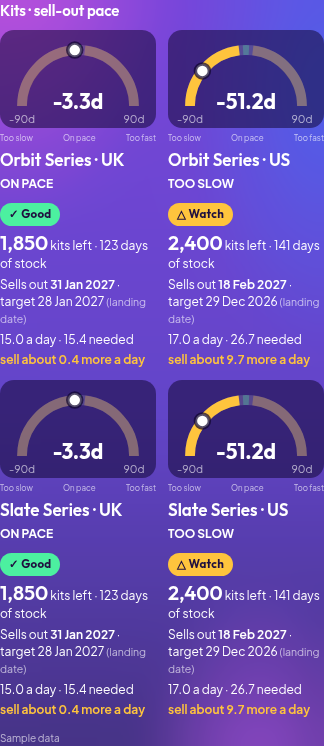 Kits · sell-out pace
-3.3d
-90d 90d
Too slow On pace Too fast
Orbit Series · UK
ON PACE
✓ Good
1,850 kits left · 123 days
of stock
Sells out 31 Jan 2027 ·
target 28 Jan 2027 (landing
date)
15.0 a day · 15.4 needed
sell about 0.4 more a day
-51.2d
-90d 90d
Too slow On pace Too fast
Orbit Series · US
TOO SLOW
△ Watch
2,400 kits left · 141 days
of stock
Sells out 18 Feb 2027 ·
target 29 Dec 2026 (landing
date)
17.0 a day · 26.7 needed
sell about 9.7 more a day
-3.3d
-90d 90d
Too slow On pace Too fast
Slate Series · UK
ON PACE
✓ Good
1,850 kits left · 123 days
of stock
Sells out 31 Jan 2027 ·
target 28 Jan 2027 (landing
date)
15.0 a day · 15.4 needed
sell about 0.4 more a day
-51.2d
-90d 90d
Too slow On pace Too fast
Slate Series · US
TOO SLOW
△ Watch
2,400 kits left · 141 days
of stock
Sells out 18 Feb 2027 ·
target 29 Dec 2026 (landing
date)
17.0 a day · 26.7 needed
sell about 9.7 more a day
Sample data